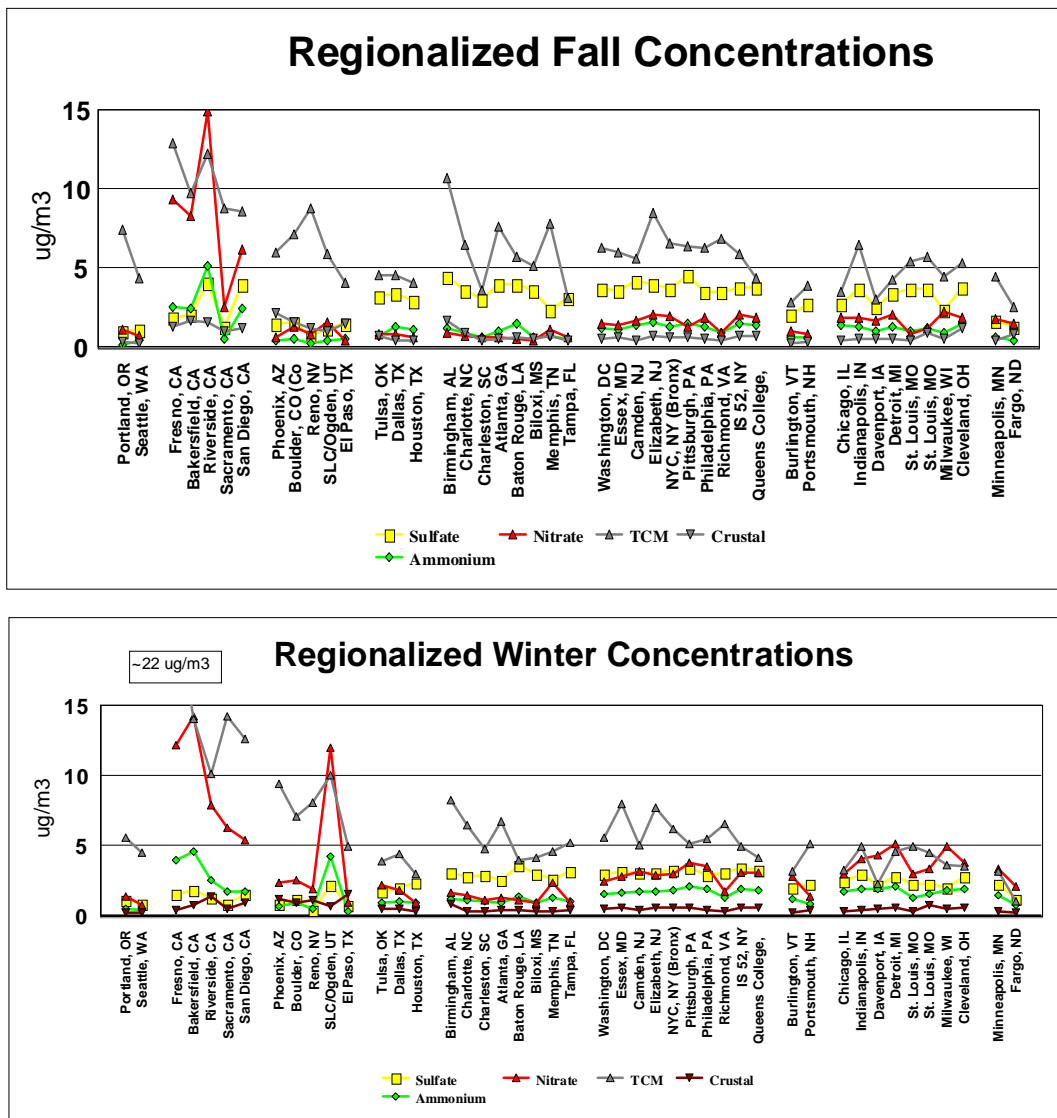 Regionalized Fall Concentrations
ug/m3
15
10
5
0
Portland, OR
Seattle, WA
Fresno, CA
Bakersfield, CA
Riverside, CA
Sacramento, CA
San Diego, CA
Phoenix, AZ
Boulder, CO (Co
Reno, NV
SLC/Ogden, UT
El Paso, TX
Tulsa, OK
Dallas, TX
Houston, TX
Birmingham, AL
Charlotte, NC
Charleston, SC
Atlanta, GA
Baton Rouge, LA
Biloxi, MS
Memphis, TN
Tampa, FL
Washington, DC
Essex, MD
Camden, NJ
Elizabeth, NJ
NYC, NY (Bronx)
Pittsburgh, PA
Philadelphia, PA
Richmond, VA
IS 52, NY
Queens College,
Burlington, VT
Portsmouth, NH
Chicago, IL
Indianapolis, IN
Davenport, IA
Detroit, MI
St. Louis, MO
St. Louis, MO
Milwaukee, WI
Cleveland, OH
Minneapolis, MN
Fargo, ND
Sulfate Nitrate TCM Crustal
Ammonium
~22 ug/m3
Regionalized Winter Concentrations
ug/m3
15
10
5
0
Portland, OR
Seattle, WA
Fresno, CA
Bakersfield, CA
Riverside, CA
Sacramento, CA
San Diego, CA
Phoenix, AZ
Boulder, CO
Reno, NV
SLC/Ogden, UT
El Paso, TX
Tulsa, OK
Dallas, TX
Houston, TX
Birmingham, AL
Charlotte, NC
Charleston, SC
Atlanta, GA
Baton Rouge, LA
Biloxi, MS
Memphis, TN
Tampa, FL
Washington, DC
Essex, MD
Camden, NJ
Elizabeth, NJ
NYC, NY (Bronx)
Pittsburgh, PA
Philadelphia, PA
Richmond, VA
IS 52, NY
Queens College,
Burlington, VT
Portsmouth, NH
Chicago, IL
Indianapolis, IN
Davenport, IA
Detroit, MI
St. Louis, MO
St. Louis, MO
Milwaukee, WI
Cleveland, OH
Minneapolis, MN
Fargo, ND
Sulfate Nitrate TCM Crustal
Ammonium